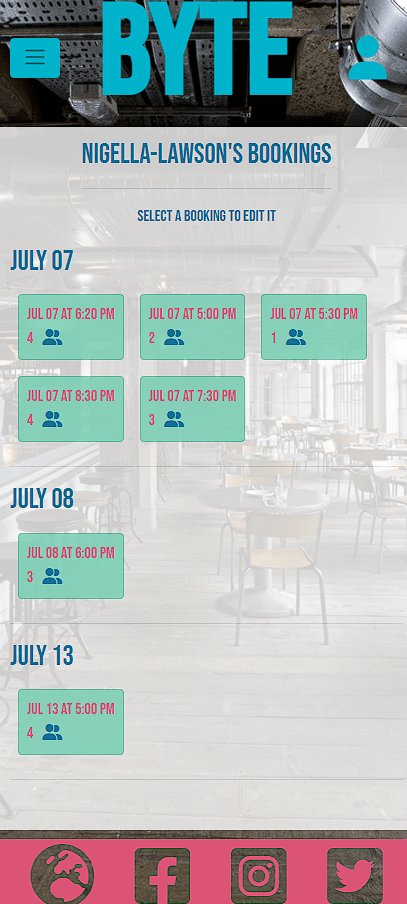 BYTE
NIGELLA-LAWSON'S BOOKINGS
SELECT A BOOKING TO EDIT IT
JULY 07
JUL 07 AT 6:20 PM
4
JUL 07 AT 5:00 PM
2
JUL 07 AT 5:30 PM
1
JUL 07 AT 8:30 PM
4
JUL 07 AT 7:30 PM
3
JULY 08
JUL 08 AT 6:00 PM
3
JULY 13
JUL 13 AT 5:00 PM
4